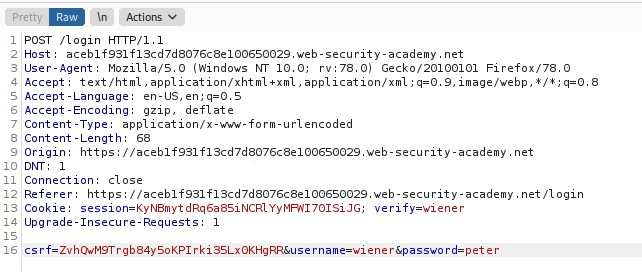 Pretty Raw \n Actions
1 POST /login HTTP/1.1
2 Host: aceb1f931f13cd7d8076c8e100650029.web-security-academy.net
3 User-Agent: Mozilla/5.0 (Windows NT 10.0; rv:78.0) Gecko/20100101 Firefox/78.0
4 Accept: text/html,application/xhtml+xml,application/xml;q=0.9,image/webp,*/*;q=0.8
5 Accept-Language: en-US,en;q=0.5
6 Accept-Encoding: gzip, deflate
7 Content-Type: application/x-www-form-urlencoded
8 Content-Length: 68
9 Origin: https://aceb1f931f13cd7d8076c8e100650029.web-security-academy.net
10 DNT: 1
11 Connection: close
12 Referer: https://aceb1f931f13cd7d8076c8e100650029.web-security-academy.net/login
13 Cookie: session=KyNBmytdRq6a85iNCRlYyMFWI7OISiJG; verify=wiener
14 Upgrade-Insecure-Requests: 1
15
16 csrf=ZvhQwM9Trgb84y5oKPIrki35Lx0KHgRR&username=wiener&password=peter